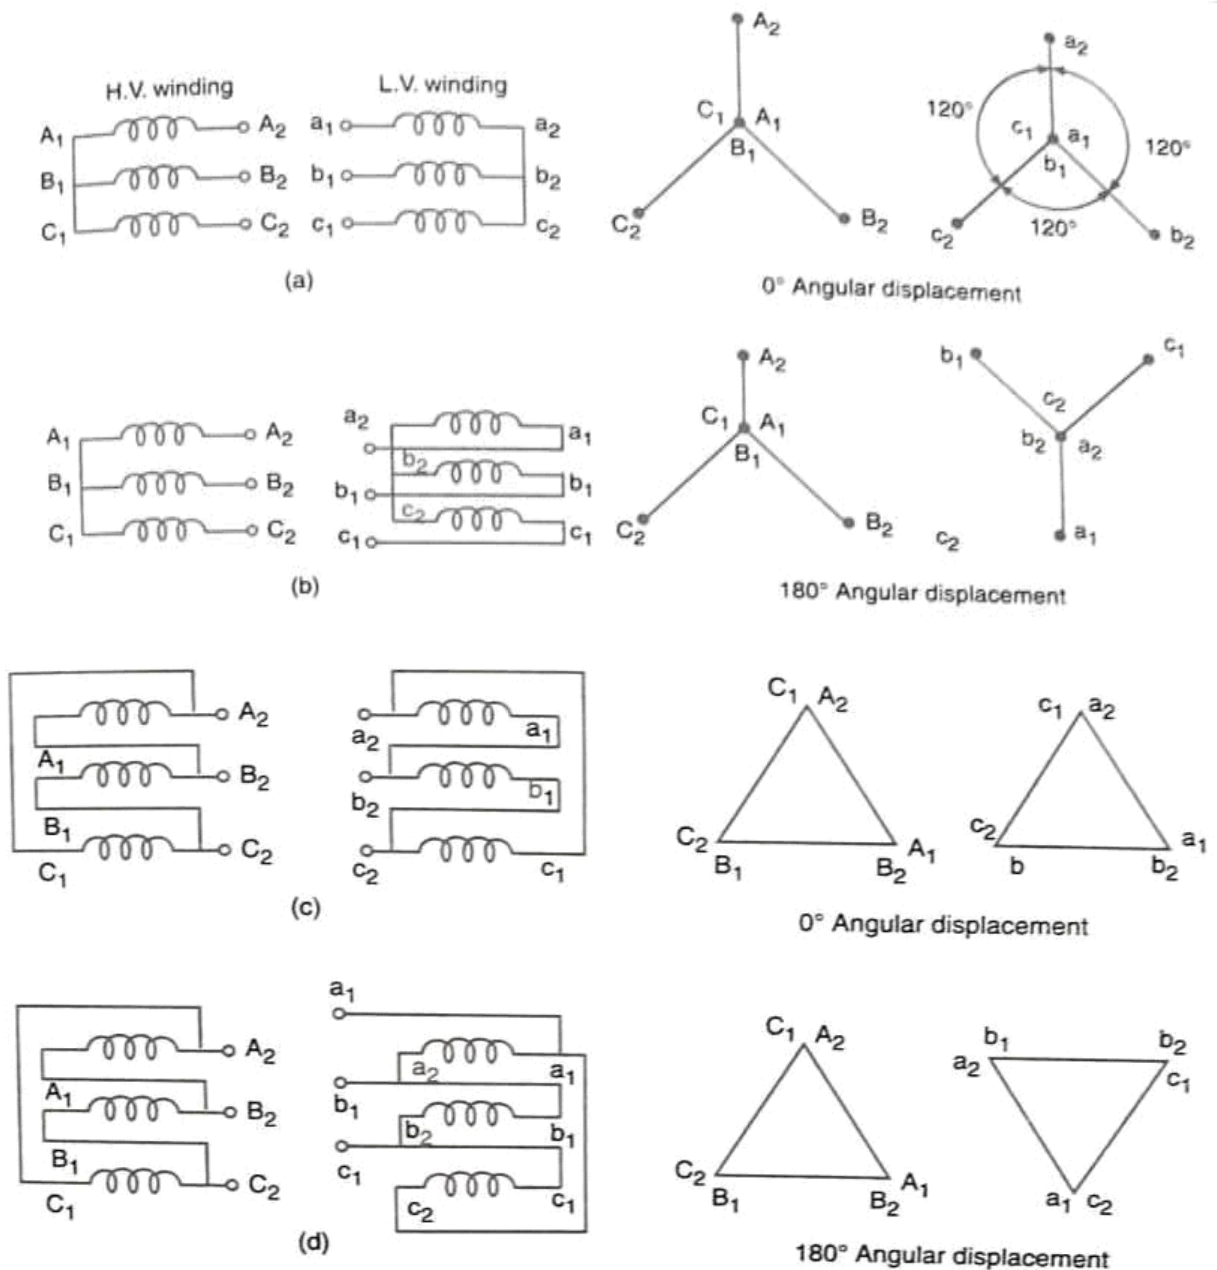 H.V. winding
L.V. winding
A1 A2 a1 a2
B1 B2 b1 b2
C1 C2 c1 c2
(a)
A2
C1 A1
B1
C2 B2
a2
120°
120°
c1 a1
b1
120°
c2 b2
0° Angular displacement
A1 A2
B1 B2
C1 C2
a2 a1
b2
b1 b1
c2
c1 c1
(b)
A2
C1 A1
B1
C2 B2
b1 c1
c2
b2 a2
c2 a1
180° Angular displacement
A2
A1 B2
B1
C1 C2
a2 a1
b2 b1
c2 c1
(c)
C1 A2
C2 A1
B1 B2
c1 a2
c2 a1
b b2
0° Angular displacement
A2
A1 B2
B1
C1 C2
a1
a2 a1
b1
b2 b1
c1
c2 c1
(d)
C1 A2
C2 A1
B1 B2
b1 b2
a2 c1
a1 c2
180° Angular displacement